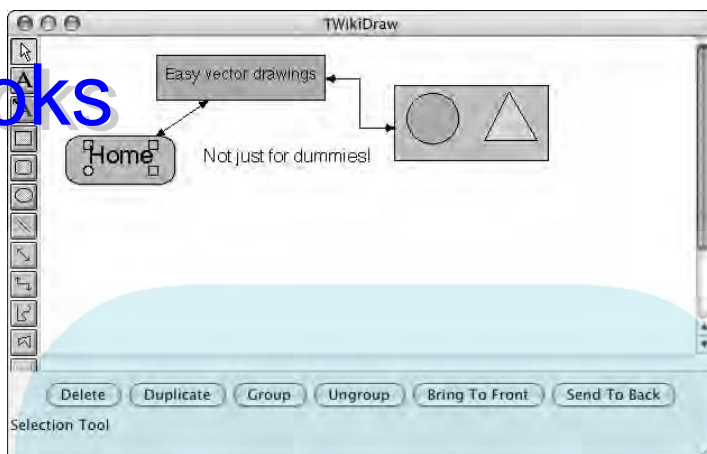 TWikiDraw
A
oks
A
Easy vector drawings
Home
Not just for dummies!
Delete Duplicate Group Ungroup Bring To Front Send To Back
Selection Tool